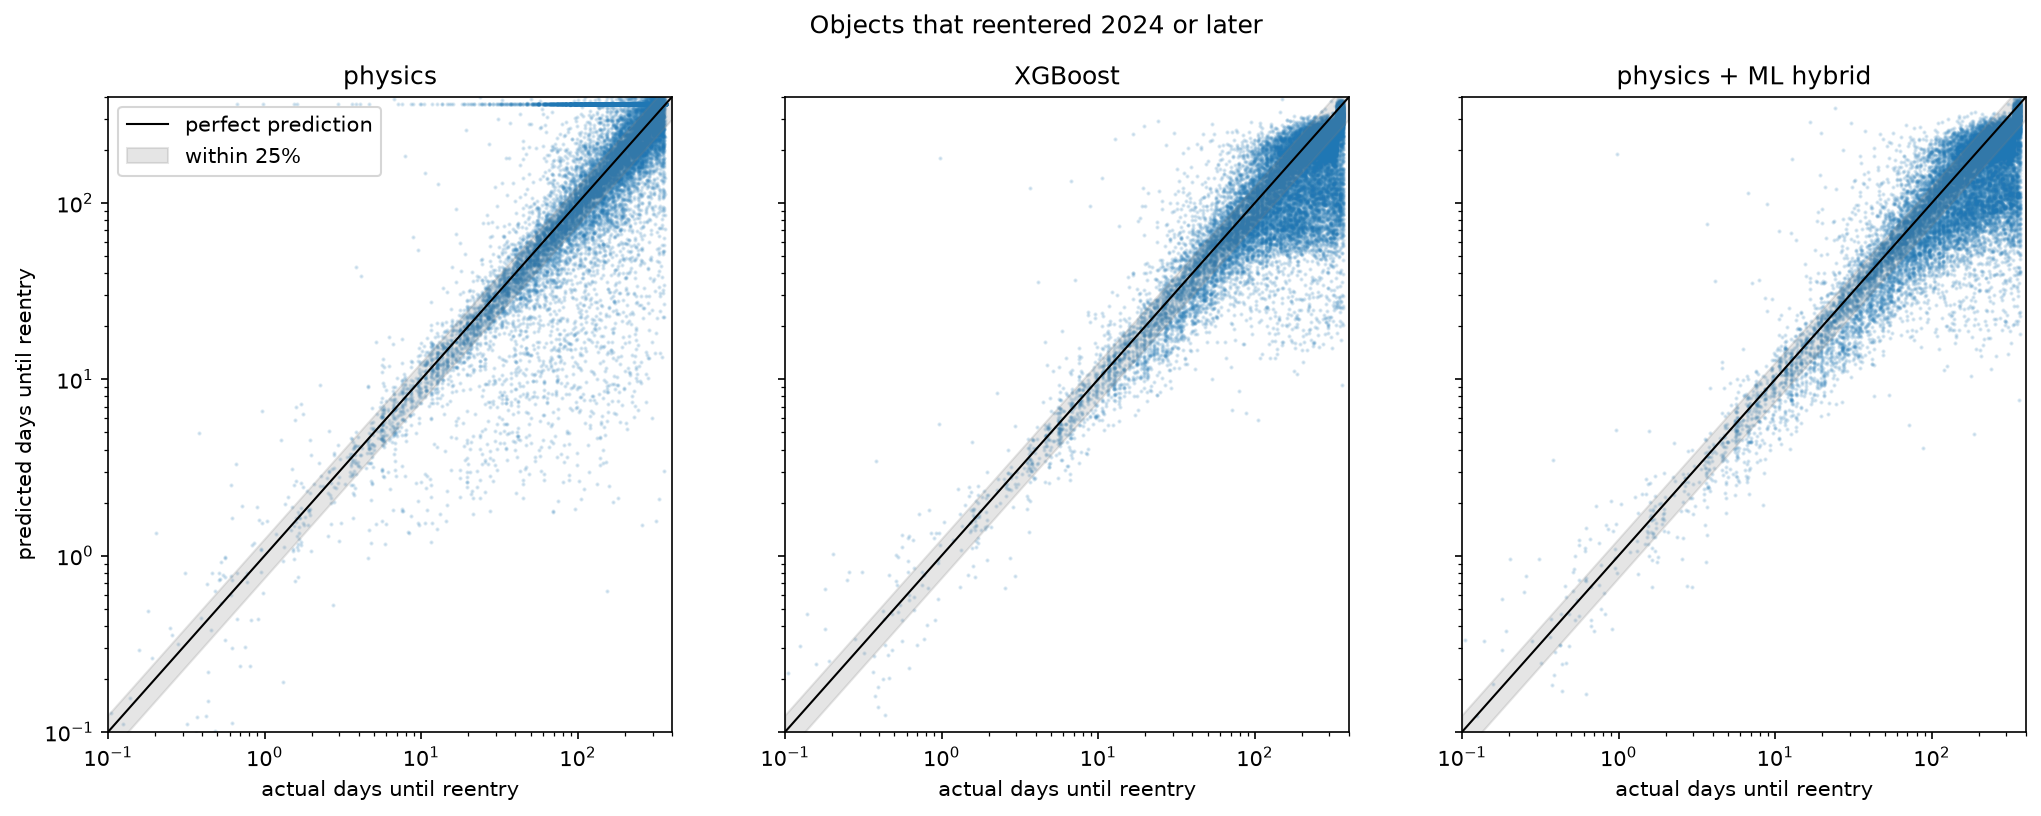 Objects that reentered 2024 or later
physics
XGBoost
physics + ML hybrid
perfect prediction
within 25%
predicted days until reentry
10²
10¹
10⁰
10⁻¹
10⁻¹ 10⁰ 10¹ 10²
10⁻¹ 10⁰ 10¹ 10²
10⁻¹ 10⁰ 10¹ 10²
actual days until reentry
actual days until reentry
actual days until reentry